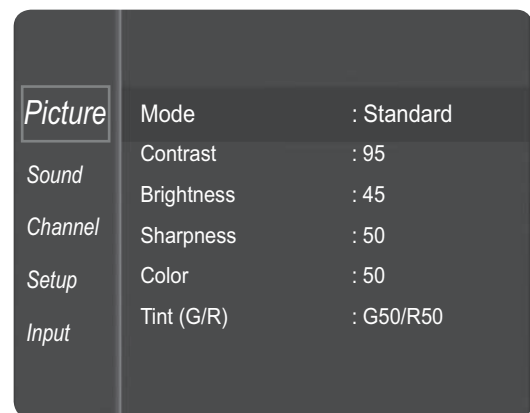 Picture
Sound
Channel
Setup
Input
Mode : Standard
Contrast : 95
Brightness : 45
Sharpness : 50
Color : 50
Tint (G/R) : G50/R50